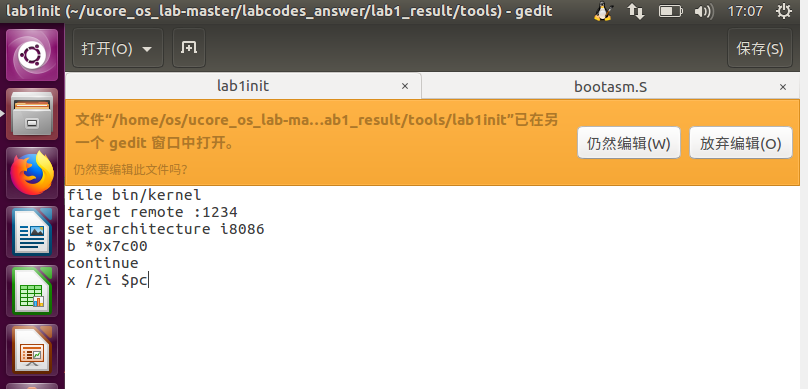 lab1init (~/ucore_os_lab-master/labcodes_answer/lab1_result/tools) - gedit
17:07
打开(O)
保存(S)
lab1init ×
bootasm.S ×
文件“/home/os/ucore_os_lab-ma…ab1_result/tools/lab1init”已在另
一个 gedit 窗口中打开。
仍然要编辑此文件吗?
仍然编辑(W)
放弃编辑(O)
file bin/kernel
target remote :1234
set architecture i8086
b *0x7c00
continue
x /2i $pc